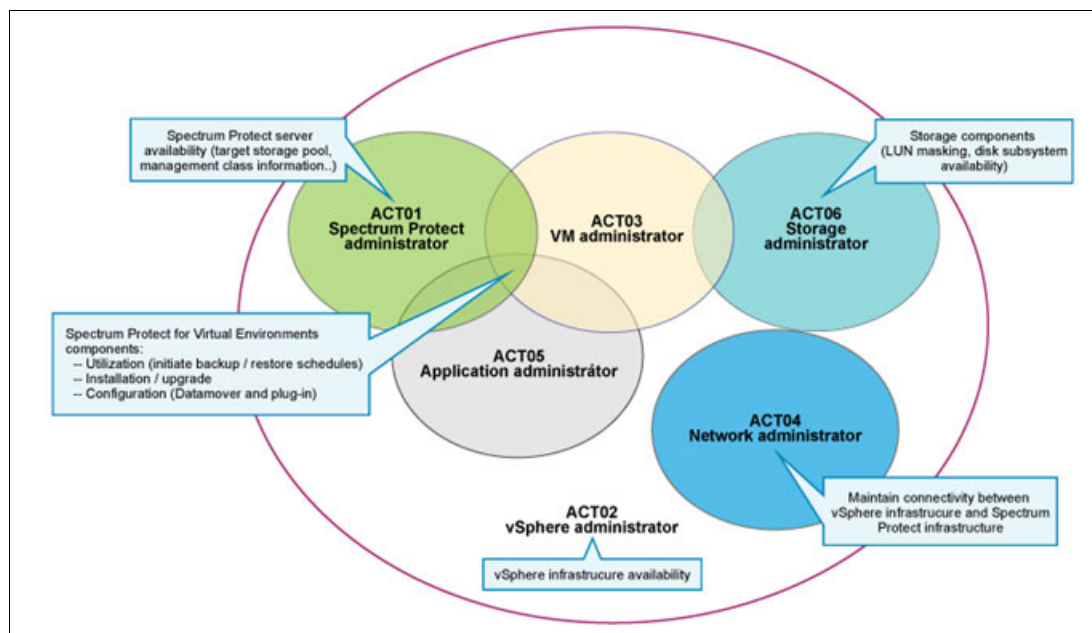 Spectrum Protect server
availability (target storage pool,
management class information..)
Storage components
(LUN masking, disk subsystem
availability)
ACT01
Spectrum Protect
administrator
ACT03
VM administrator
ACT06
Storage
administrator
Spectrum Protect for Virtual Environments
components:
-- Utilization (initiate backup / restore schedules)
-- Installation / upgrade
-- Configuration (Datamover and plug-in)
ACT05
Application administrátor
ACT04
Network administrator
Maintain connectivity between
vSphere infrastrucure and Spectrum
Protect infrastructure
ACT02
vSphere administrator
vSphere infrastrucure availability